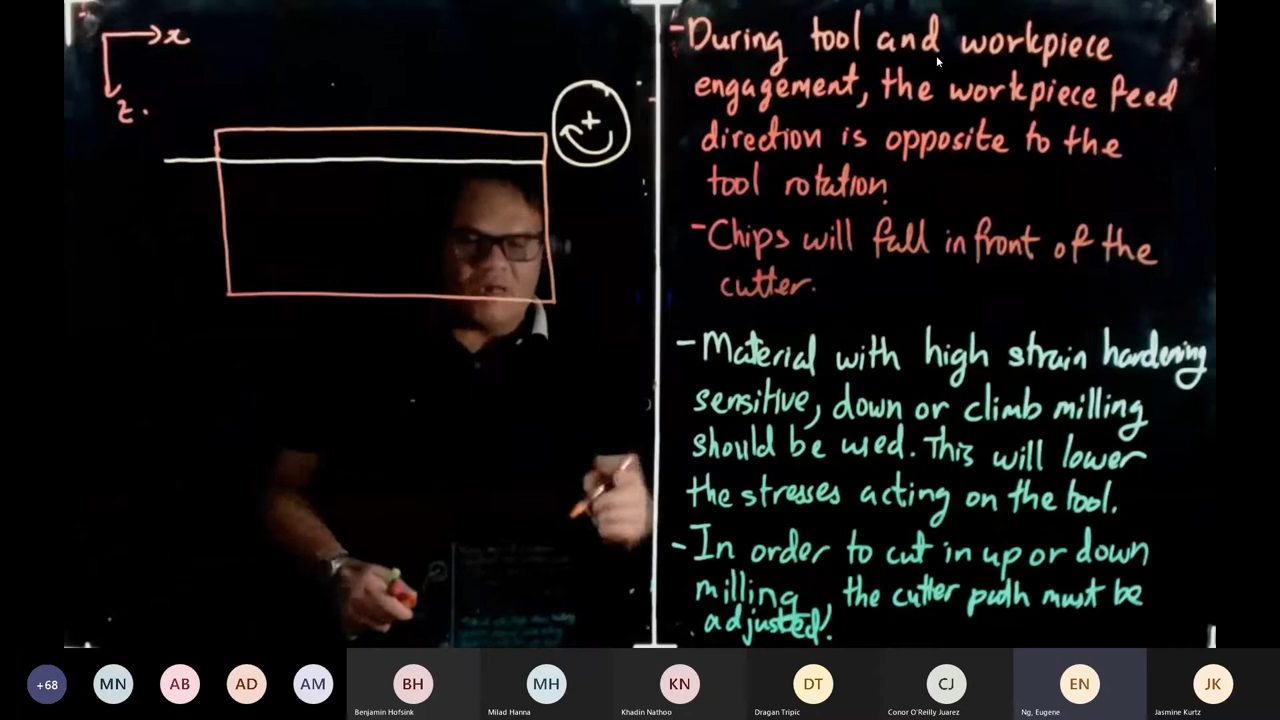 x
z.
+
-During tool and workpiece
engagement, the workpiece feed
direction is opposite to the
tool rotation.
-Chips will fall in front of the
cutter.
-Material with high strain hardening
sensitive, down or climb milling
should be used. This will lower
the stresses acting on the tool.
-In order to cut in up or down
milling, the cutter path must be
adjusted!
+68
MN
AB
AD
AM
BH
MH
KN
DT
CJ
EN
JK
Benjamin Hofsink
Milad Hanna
Khadin Nathoo
Dragan Tripic
Conor O'Reilly Juarez
Ng, Eugene
Jasmine Kurtz